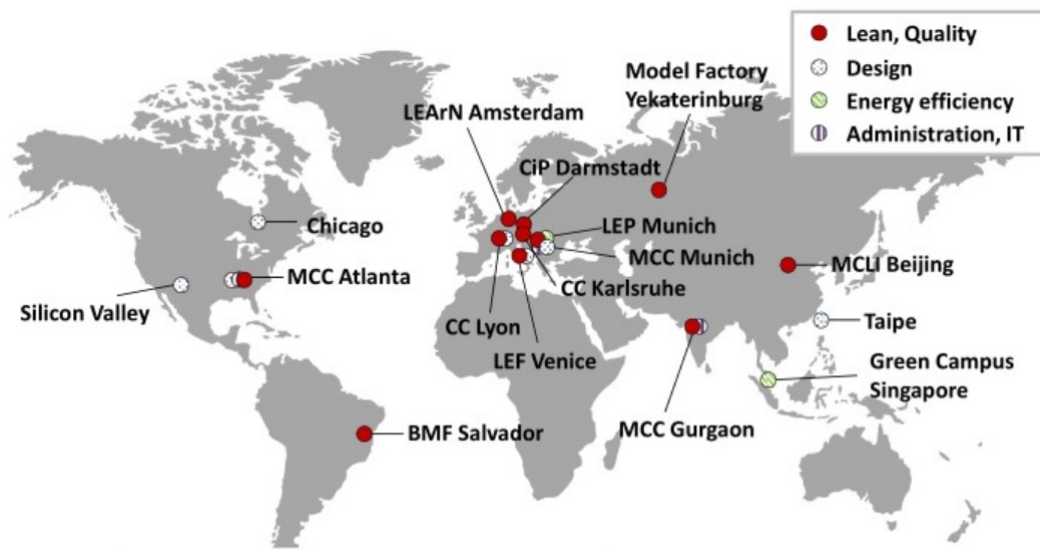 Lean, Quality
Design
Energy efficiency
Administration, IT
Model Factory
Yekaterinburg
LEArN Amsterdam
CiP Darmstadt
LEP Munich
Chicago
MCC Munich
MCLI Beijing
MCC Atlanta
CC Karlsruhe
Silicon Valley
CC Lyon
Taipe
LEF Venice
Green Campus
Singapore
BMF Salvador
MCC Gurgaon